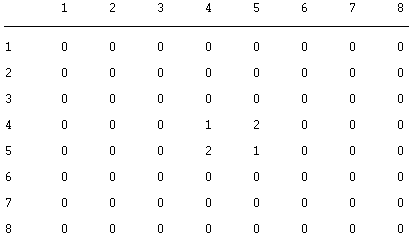 1 2 3 4 5 6 7 8
1 0 0 0 0 0 0 0 0
2 0 0 0 0 0 0 0 0
3 0 0 0 0 0 0 0 0
4 0 0 0 1 2 0 0 0
5 0 0 0 2 1 0 0 0
6 0 0 0 0 0 0 0 0
7 0 0 0 0 0 0 0 0
8 0 0 0 0 0 0 0 0